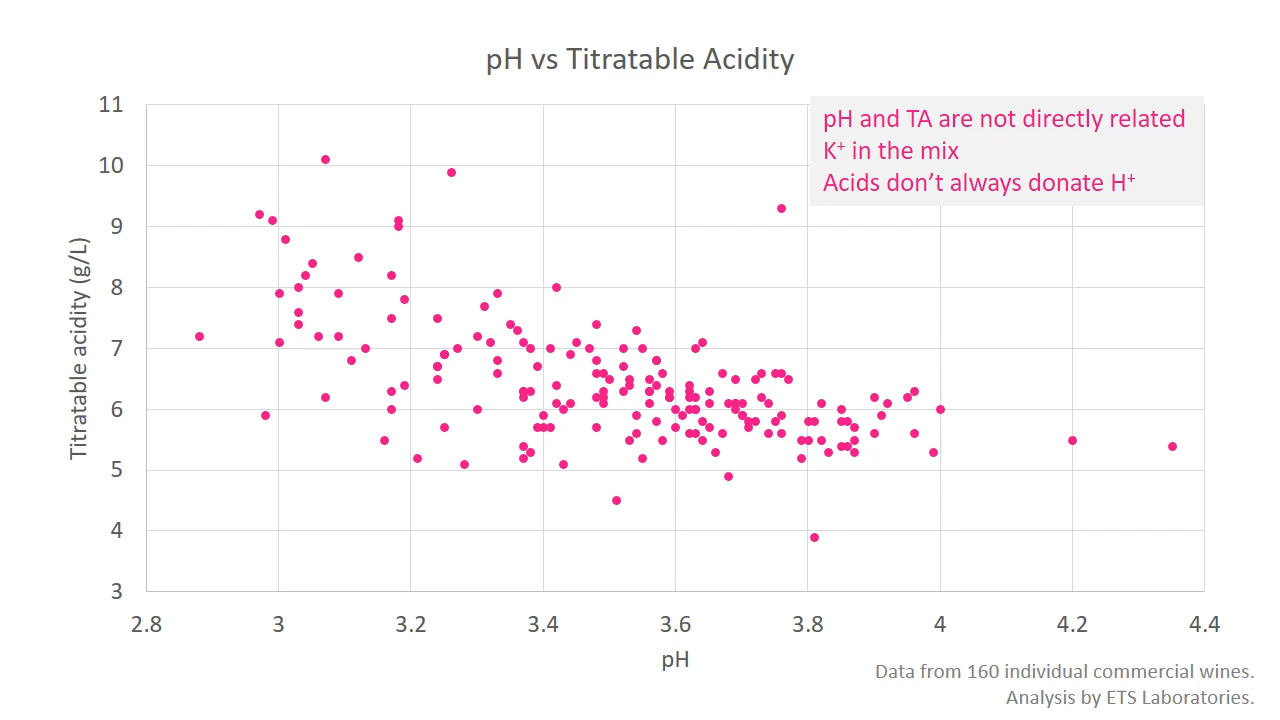 pH vs Titratable Acidity
pH and TA are not directly related
K⁺ in the mix
Acids don’t always donate H⁺
Titratable acidity (g/L)
11
10
9
8
7
6
5
4
3
2.8 3 3.2 3.4 3.6 3.8 4 4.2 4.4
pH
Data from 160 individual commercial wines.
Analysis by ETS Laboratories.